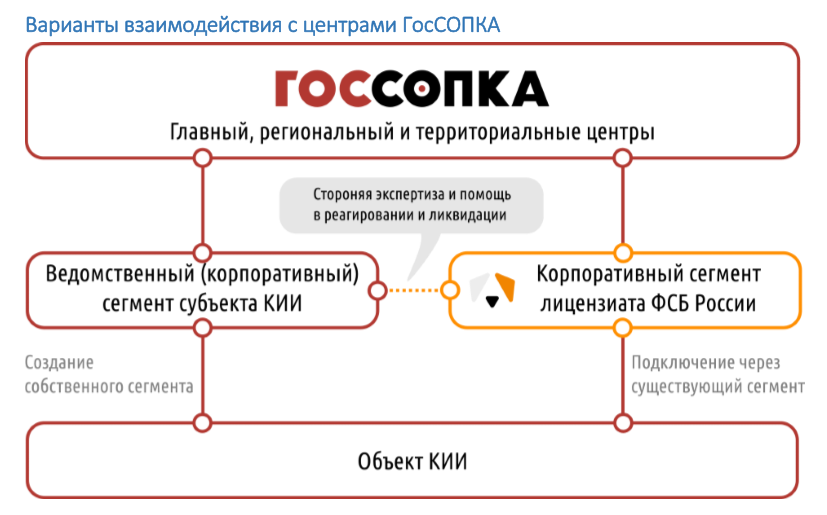 Варианты взаимодействия с центрами ГосСОПКА
ГОССОПКА
Главный, региональный и территориальные центры
Стороняя экспертиза и помощь
в реагировании и ликвидации
Ведомственный (корпоративный)
сегмент субъекта КИИ
Корпоративный сегмент
лицензиата ФСБ России
Создание
собственного сегмента
Подключение через
существующий сегмент
Объект КИИ